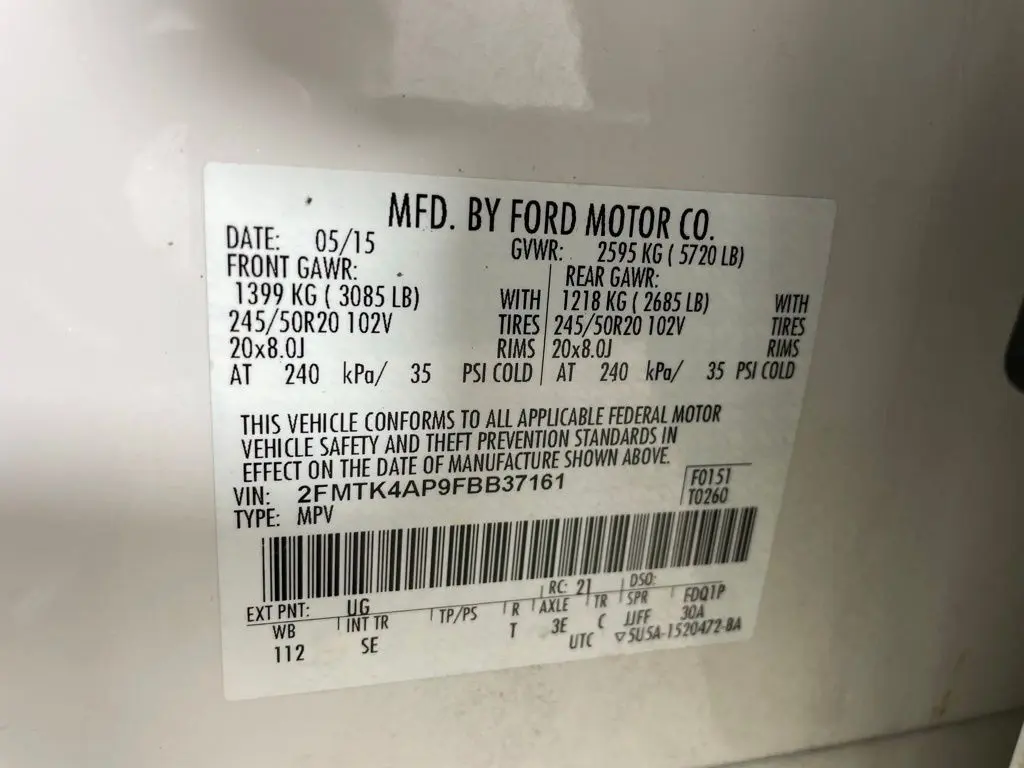 MFD. BY FORD MOTOR CO.
DATE: 05/15 GVWR: 2595 KG ( 5720 LB)
FRONT GAWR: REAR GAWR:
1399 KG ( 3085 LB) WITH 1218 KG ( 2685 LB) WITH
245/50R20 102V TIRES 245/50R20 102V TIRES
20x8.0J RIMS 20x8.0J RIMS
AT 240 kPa/ 35 PSI COLD AT 240 kPa/ 35 PSI COLD
THIS VEHICLE CONFORMS TO ALL APPLICABLE FEDERAL MOTOR
VEHICLE SAFETY AND THEFT PREVENTION STANDARDS IN
EFFECT ON THE DATE OF MANUFACTURE SHOWN ABOVE.
VIN: 2FMTK4AP9FBB37161 F0151
TYPE: MPV T0260
EXT PNT: UG RC: 21 DSO: FDQ1P
WB INT TR TP/PS R AXLE TR SPR 30A
112 SE T 3E C JJFF
UTC ▽5U5A-1520472-BA